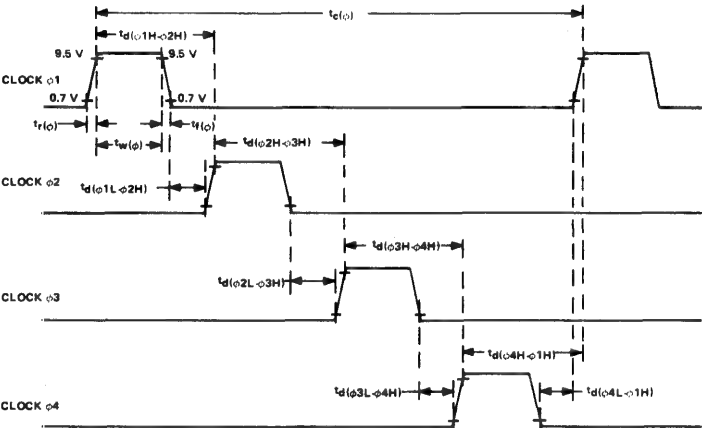 tc(ϕ)
td(ϕ1H-ϕ2H)
9.5 V 9.5 V
CLOCK ϕ1
0.7 V 0.7 V
tr(ϕ) tf(ϕ)
tw(ϕ) td(ϕ2H-ϕ3H)
CLOCK ϕ2
td(ϕ1L-ϕ2H)
td(ϕ3H-ϕ4H)
td(ϕ2L-ϕ3H)
CLOCK ϕ3
td(ϕ4H-ϕ1H)
td(ϕ3L-ϕ4H) td(ϕ4L-ϕ1H)
CLOCK ϕ4